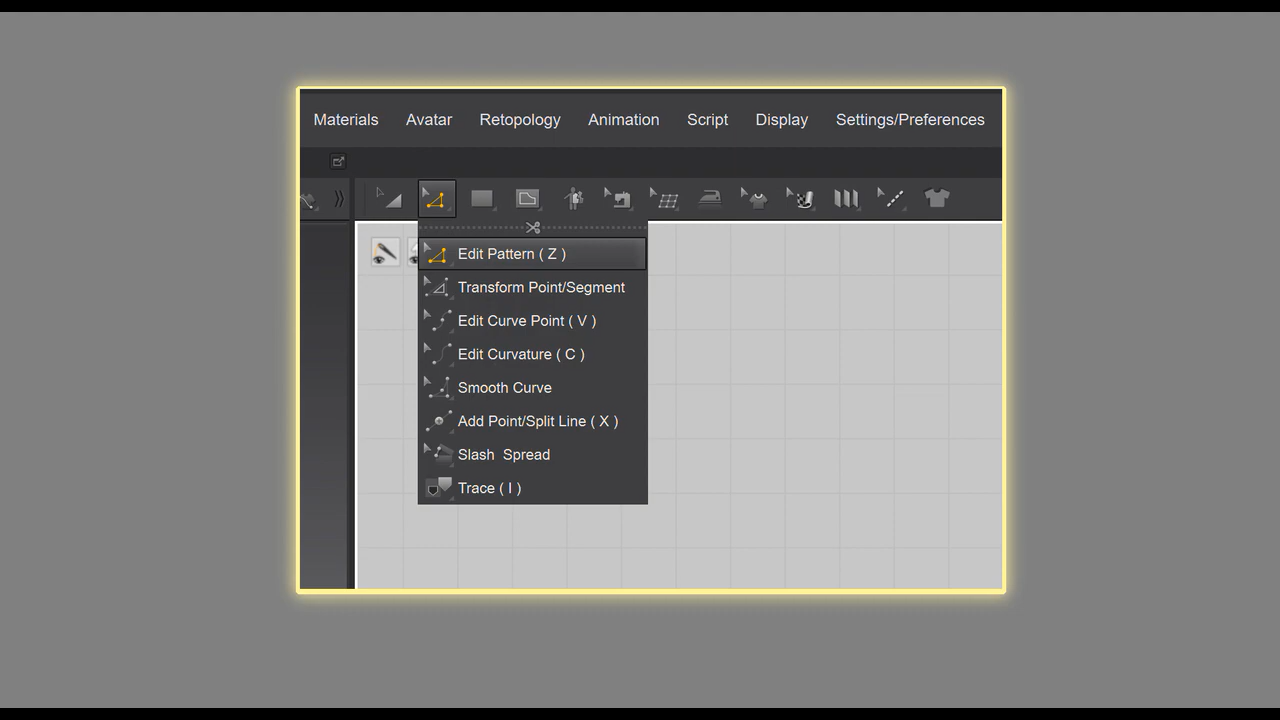 Materials Avatar Retopology Animation Script Display Settings/Preferences
Edit Pattern ( Z )
Transform Point/Segment
Edit Curve Point ( V )
Edit Curvature ( C )
Smooth Curve
Add Point/Split Line ( X )
Slash  Spread
Trace ( I )